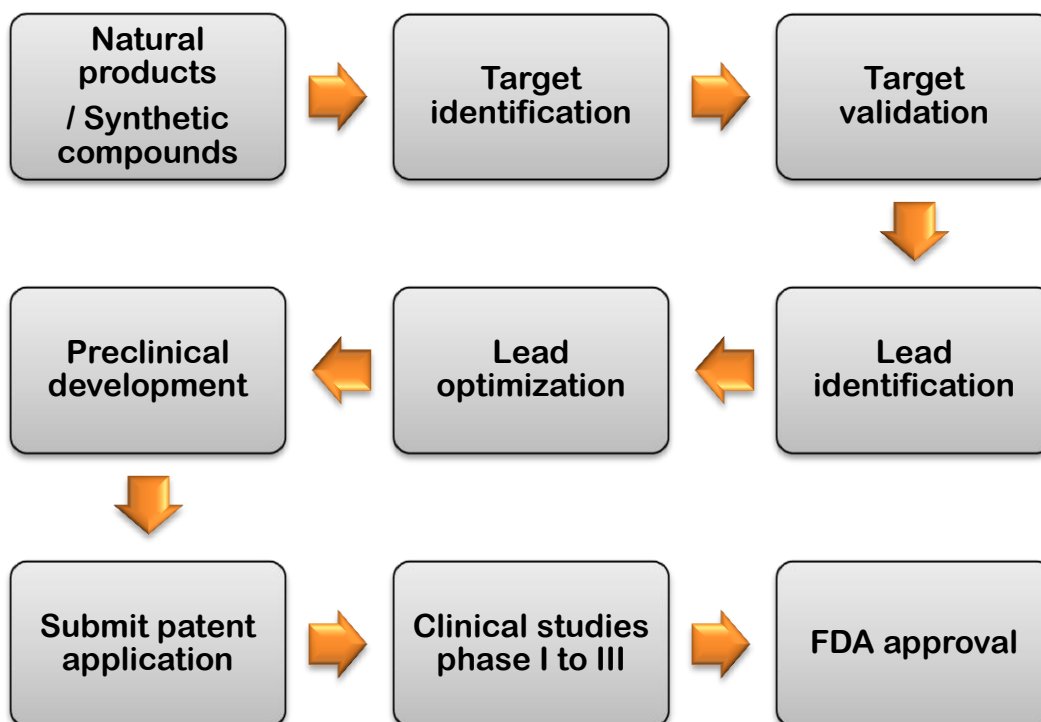 Natural
products
/ Synthetic
compounds
Target
identification
Target
validation
Preclinical
development
Lead
optimization
Lead
identification
Submit patent
application
Clinical studies
phase I to III
FDA approval